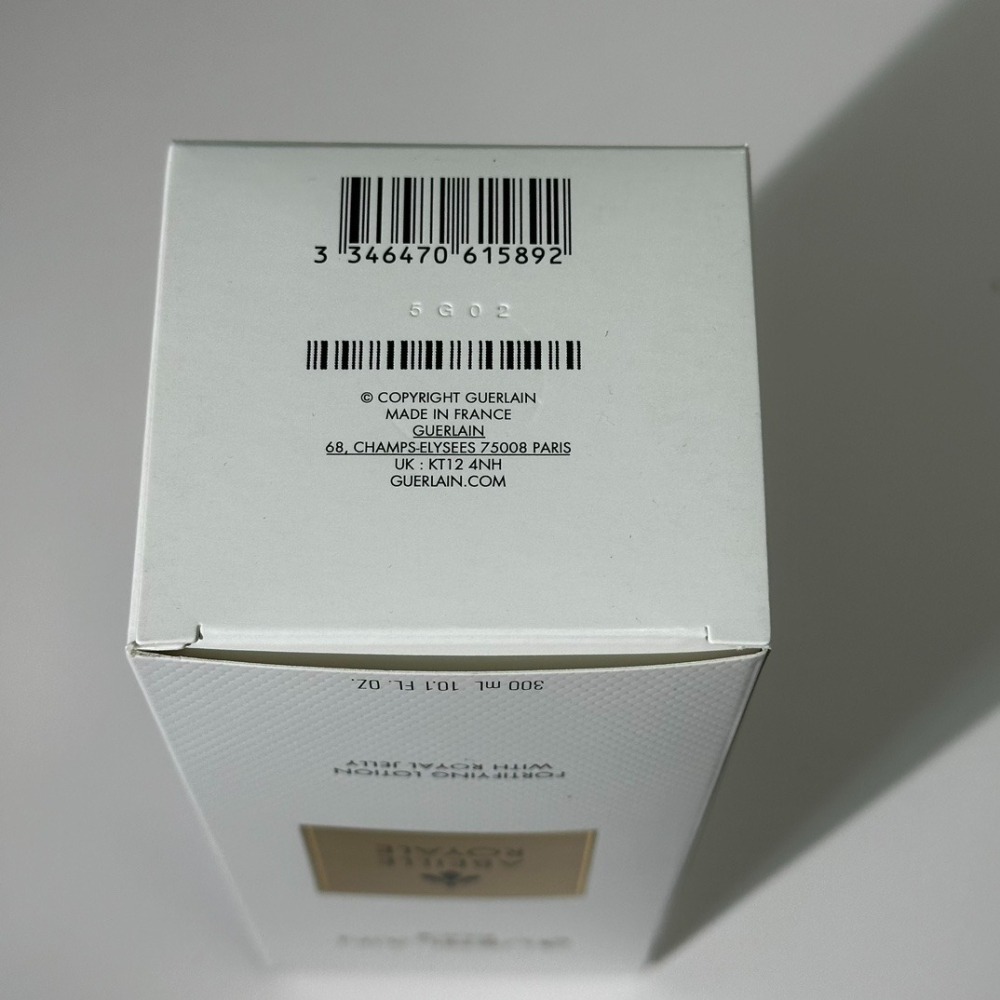 3 346470 615892
5G02
© COPYRIGHT GUERLAIN
MADE IN FRANCE
GUERLAIN
68, CHAMPS-ELYSEES 75008 PARIS
UK : KT12 4NH
GUERLAIN.COM
300 mL 10.1 FL. OZ.
FORTIFYING LOTION
WITH ROYAL JELLY
ABEILLE
ROYALE